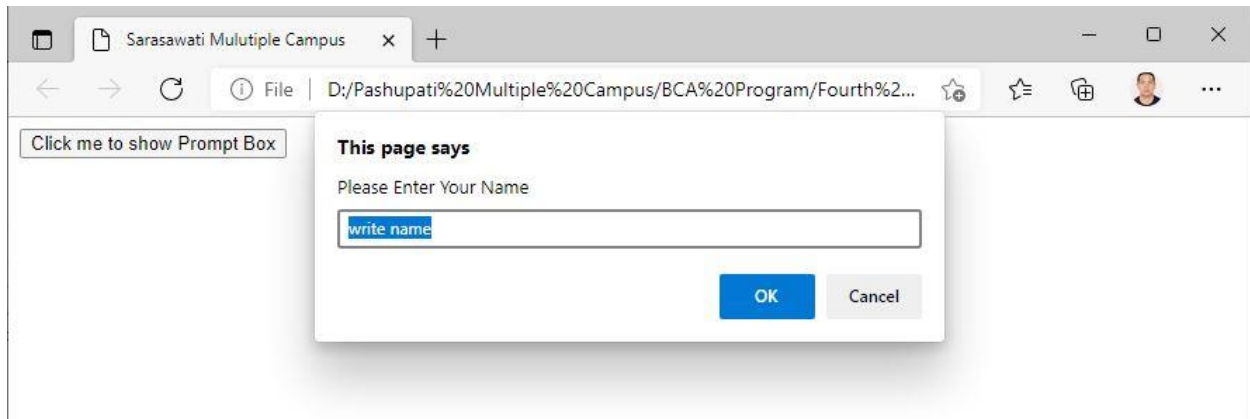 Sarasawati Mulutiple Campus
File D:/Pashupati%20Multiple%20Campus/BCA%20Program/Fourth%2...
Click me to show Prompt Box
This page says
Please Enter Your Name
write name
OK Cancel